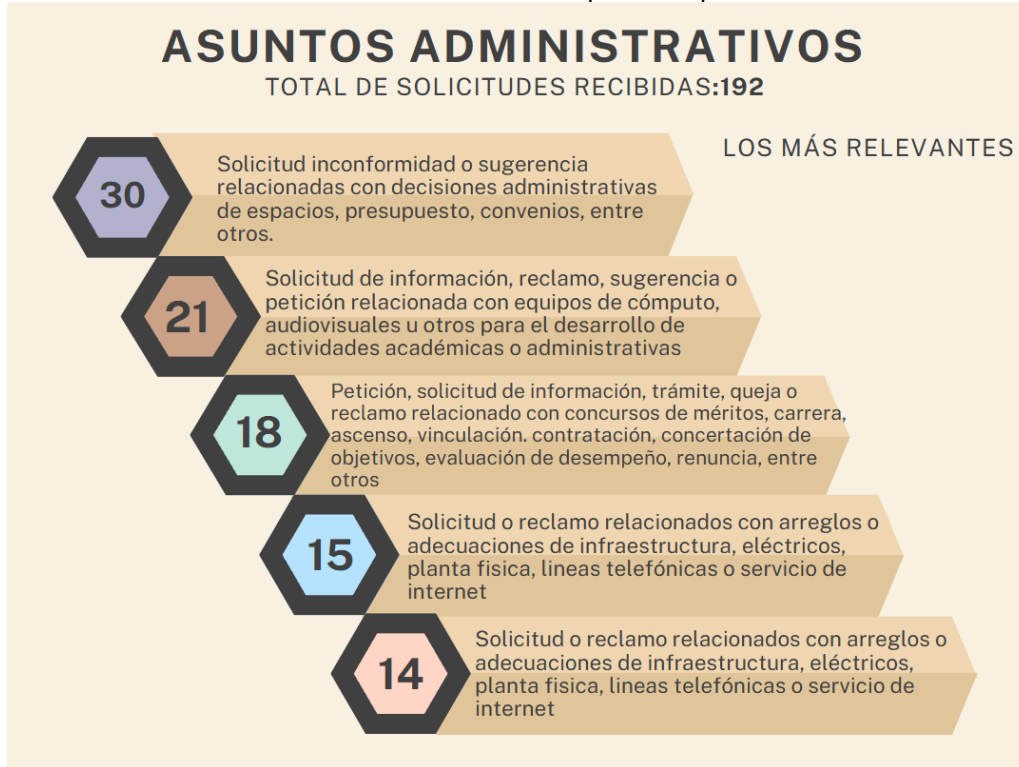 ASUNTOS ADMINISTRATIVOS
TOTAL DE SOLICITUDES RECIBIDAS:192
LOS MÁS RELEVANTES
30
Solicitud inconformidad o sugerencia
relacionadas con decisiones administrativas
de espacios, presupuesto, convenios, entre
otros.
21
Solicitud de información, reclamo, sugerencia o
petición relacionada con equipos de cómputo,
audiovisuales u otros para el desarrollo de
actividades académicas o administrativas
18
Petición, solicitud de información, trámite, queja o
reclamo relacionado con concursos de méritos, carrera,
ascenso, vinculación. contratación, concertación de
objetivos, evaluación de desempeño, renuncia, entre
otros
15
Solicitud o reclamo relacionados con arreglos o
adecuaciones de infraestructura, eléctricos,
planta fisica, lineas telefónicas o servicio de
internet
14
Solicitud o reclamo relacionados con arreglos o
adecuaciones de infraestructura, eléctricos,
planta fisica, lineas telefónicas o servicio de
internet